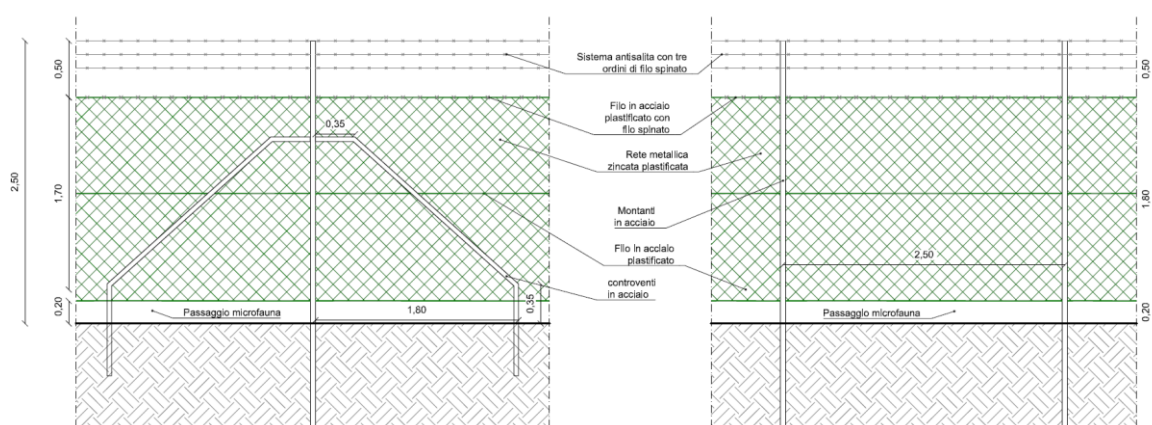 0,50
2,50
1,70
0,20
0,35
1,80
0,35
Passaggio microfauna
Sistema antisalita con tre
ordini di filo spinato
Filo in acciaio
plastificato con
filo spinato
Rete metallica
zincata plastificata
Montanti
in acciaio
Filo in acciaio
plastificato
controventi
in acciaio
2,50
Passaggio microfauna
0,50
1,80
0,20